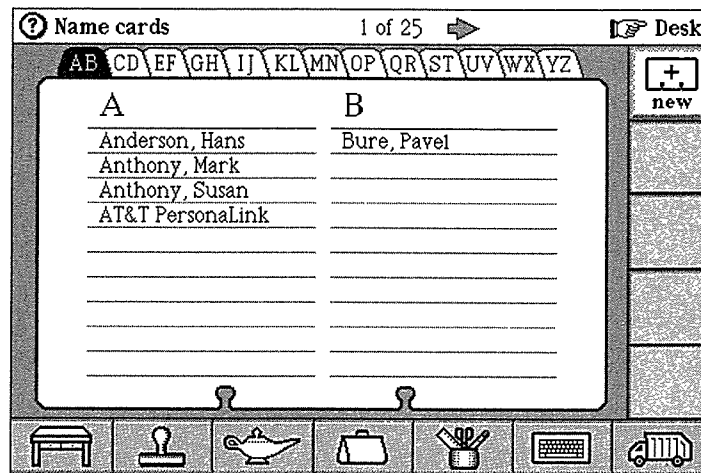 ? Name cards 1 of 25 Desk
AB CD EF GH IJ KL MN OP QR ST UV WX YZ
new
A B
Anderson, Hans Bure, Pavel
Anthony, Mark
Anthony, Susan
AT&T PersonaLink